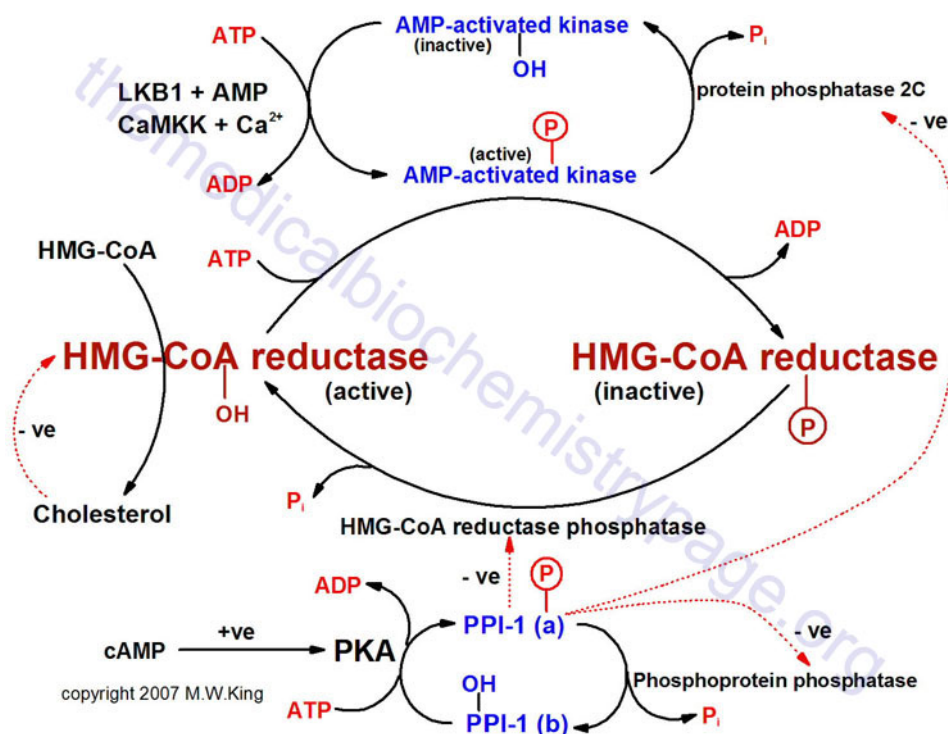 ATP
AMP-activated kinase
(inactive)
OH
Pi
LKB1 + AMP
CaMKK + Ca2+
protein phosphatase 2C
P
- ve
(active)
ADP
AMP-activated kinase
HMG-CoA
ATP
ADP
HMG-CoA reductase
(active)
OH
HMG-CoA reductase
(inactive)
P
- ve
Cholesterol
Pi
HMG-CoA reductase phosphatase
ADP
- ve
P
cAMP
+ve
PKA
PPI-1 (a)
- ve
copyright 2007 M.W.King
OH
Phosphoprotein phosphatase
ATP
PPI-1 (b)
Pi
themedicalbiochemistrypage.org